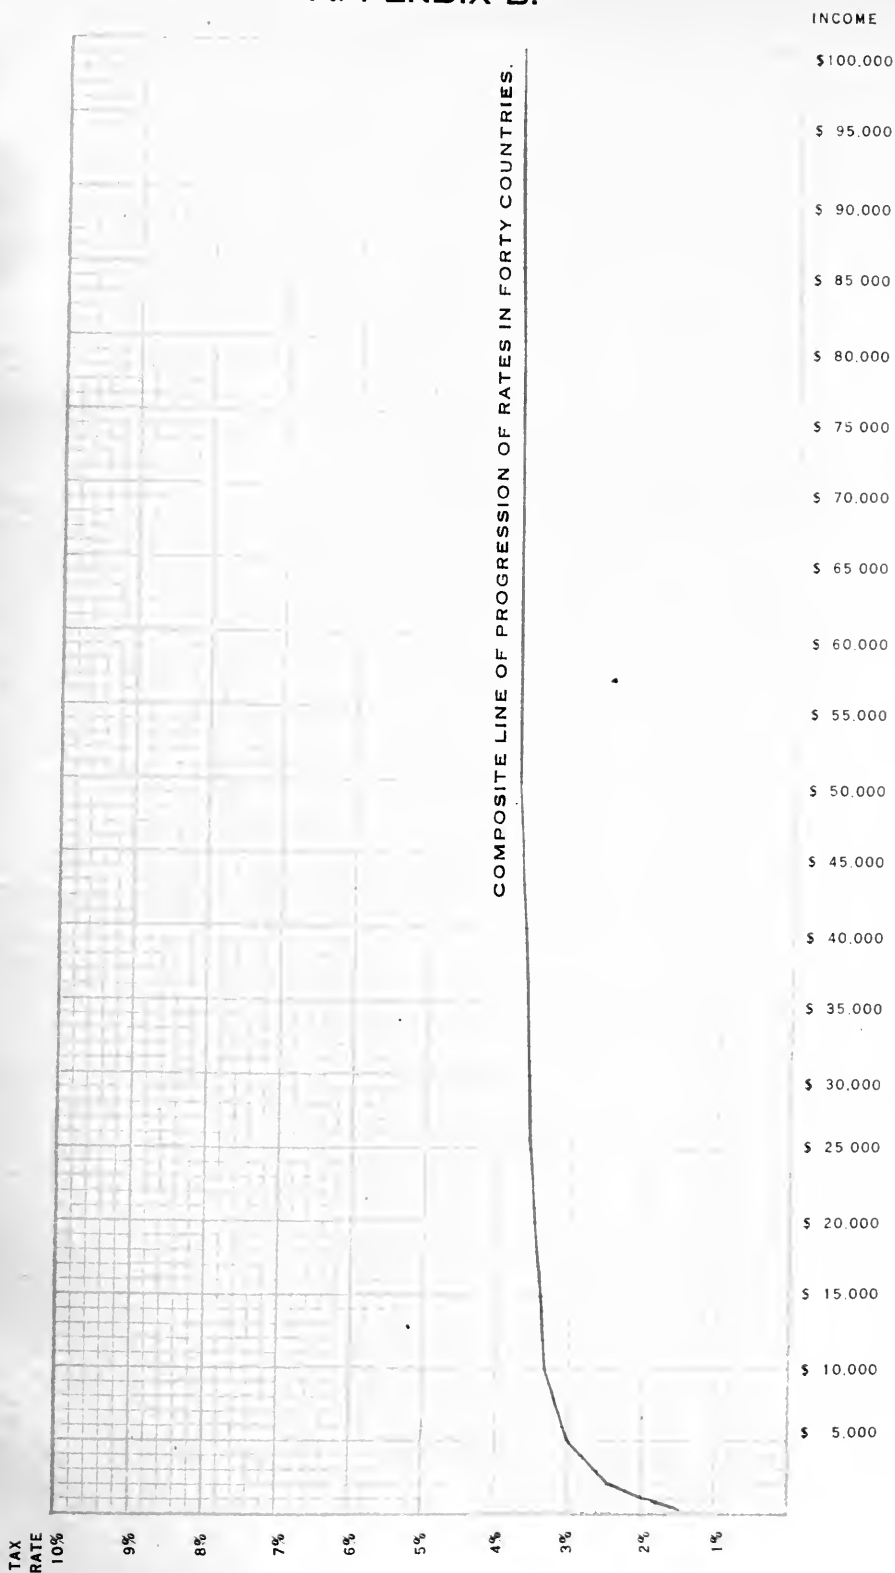 APPENDIX B.
INCOME
$100.000
$ 95.000
$ 90.000
$ 85 000
$ 80.000
$ 75 000
$ 70.000
$ 65 000
$ 60.000
$ 55.000
$ 50.000
$ 45.000
$ 40.000
$ 35.000
$ 30,000
$ 25 000
$ 20.000
$ 15.000
$ 10.000
$ 5.000
COMPOSITE LINE OF PROGRESSION OF RATES IN FORTY COUNTRIES.
TAX
RATE
10%
9%
8%
7%
6%
5%
4%
3%
2%
1%